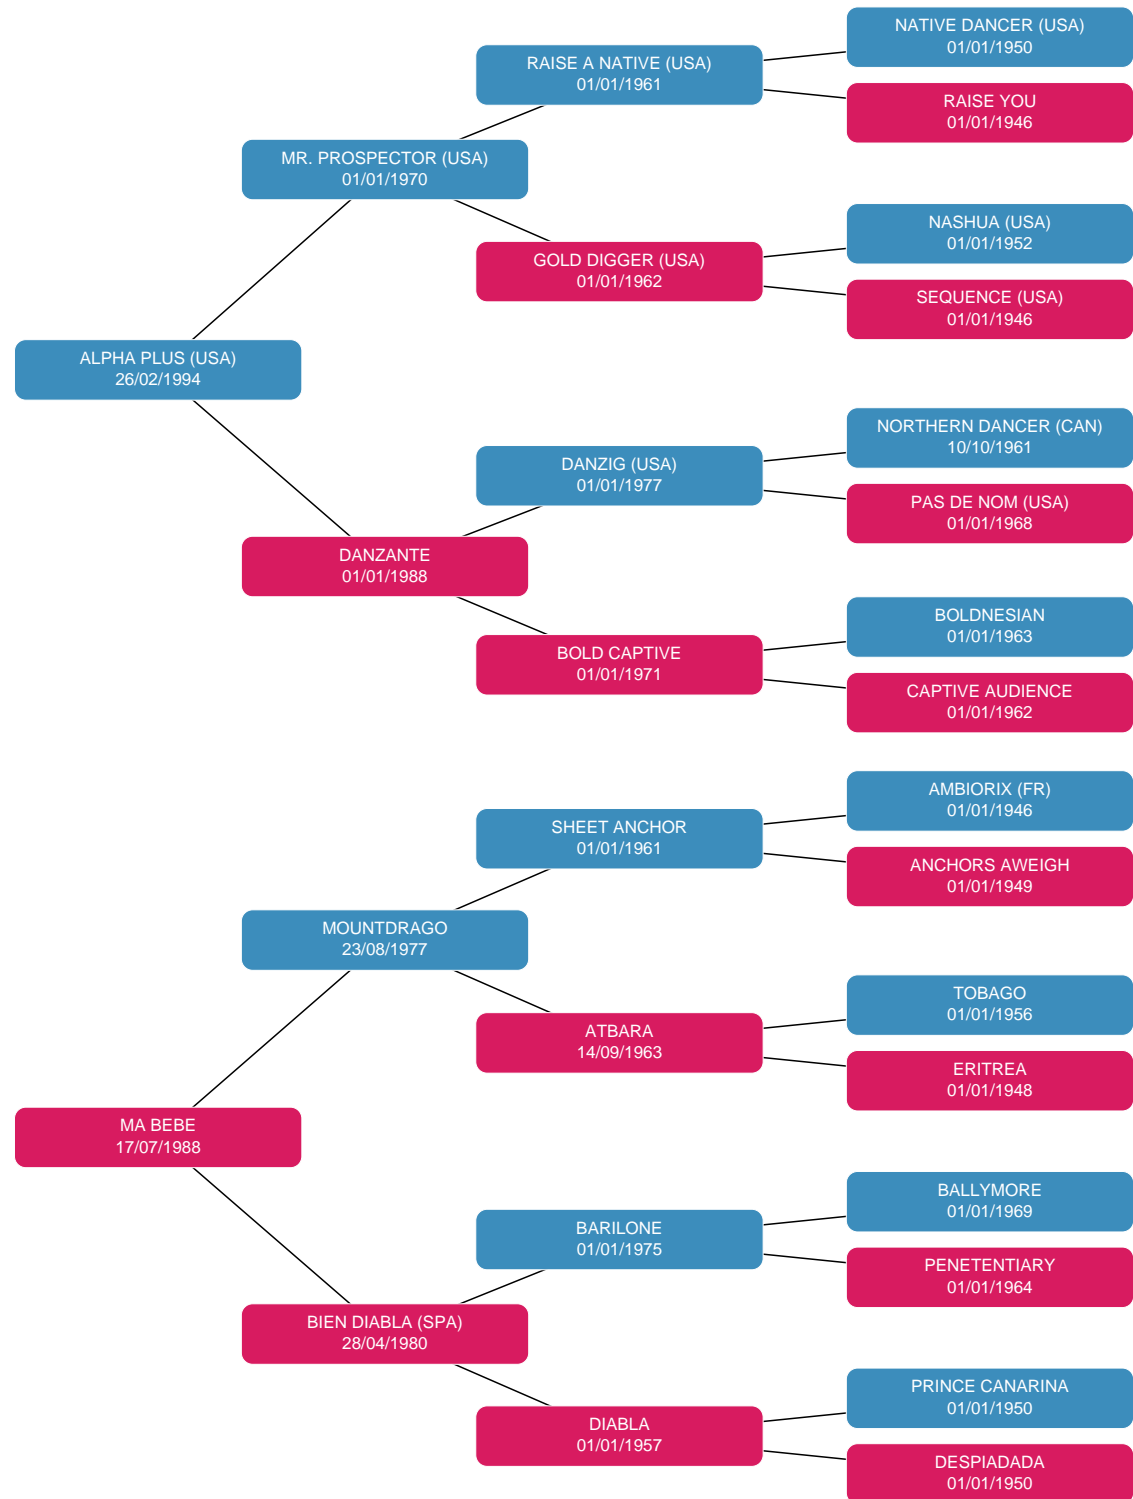 NATIVE DANCER (USA)
01/01/1950
RAISE A NATIVE (USA)
01/01/1961
RAISE YOU
01/01/1946
MR. PROSPECTOR (USA)
01/01/1970
NASHUA (USA)
01/01/1952
GOLD DIGGER (USA)
01/01/1962
SEQUENCE (USA)
01/01/1946
ALPHA PLUS (USA)
26/02/1994
NORTHERN DANCER (CAN)
10/10/1961
DANZIG (USA)
01/01/1977
PAS DE NOM (USA)
01/01/1968
DANZANTE
01/01/1988
BOLDNESIAN
01/01/1963
BOLD CAPTIVE
01/01/1971
CAPTIVE AUDIENCE
01/01/1962
AMBIORIX (FR)
01/01/1946
SHEET ANCHOR
01/01/1961
ANCHORS AWEIGH
01/01/1949
MOUNTDRAGO
23/08/1977
TOBAGO
01/01/1956
ATBARA
14/09/1963
ERITREA
01/01/1948
MA BEBE
17/07/1988
BALLYMORE
01/01/1969
BARILONE
01/01/1975
PENETENTIARY
01/01/1964
BIEN DIABLA (SPA)
28/04/1980
PRINCE CANARINA
01/01/1950
DIABLA
01/01/1957
DESPIADADA
01/01/1950